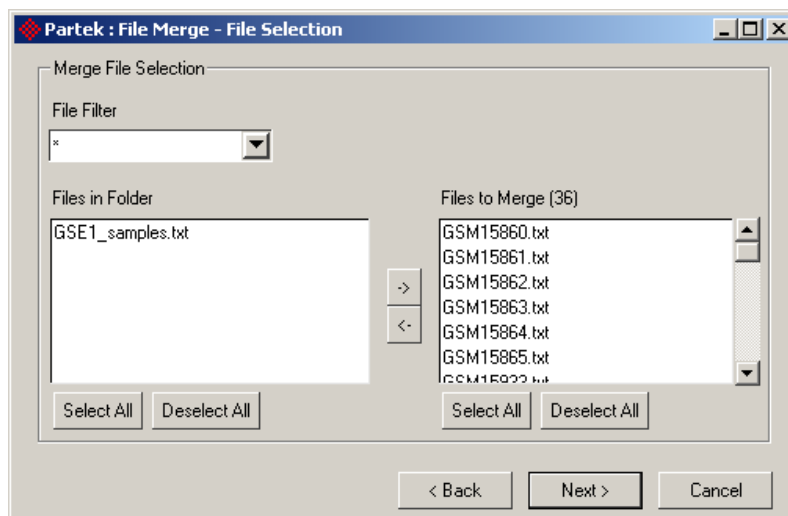 Partek : File Merge - File Selection
Merge File Selection
File Filter
*
Files in Folder
GSE1_samples.txt
Files to Merge (36)
GSM15860.txt
GSM15861.txt
GSM15862.txt
GSM15863.txt
GSM15864.txt
GSM15865.txt
->
<-
Select All Deselect All
Select All Deselect All
< Back Next > Cancel